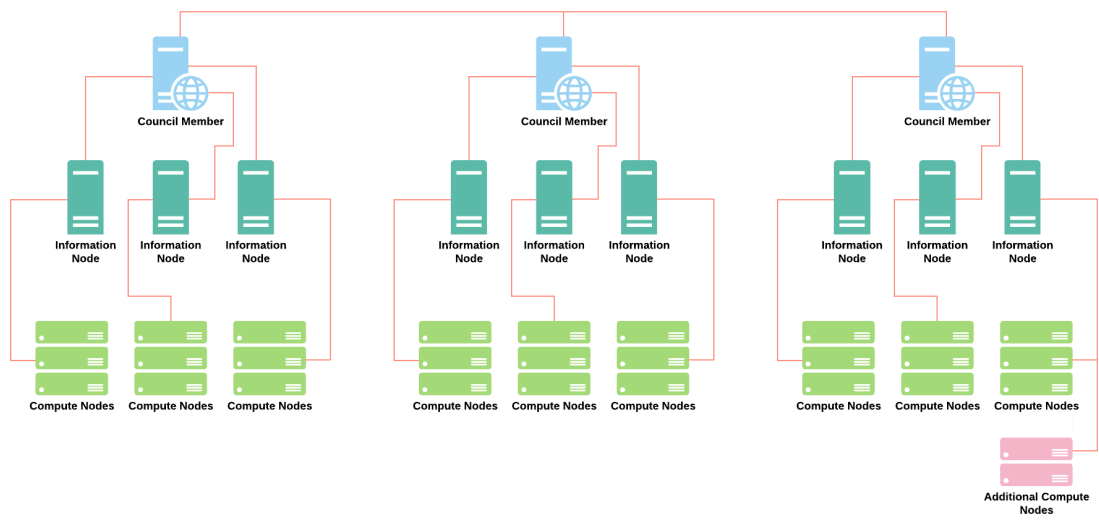 Council Member
Council Member
Council Member
Information
Node
Information
Node
Information
Node
Information
Node
Information
Node
Information
Node
Information
Node
Information
Node
Information
Node
Compute Nodes
Compute Nodes
Compute Nodes
Compute Nodes
Compute Nodes
Compute Nodes
Compute Nodes
Compute Nodes
Compute Nodes
Additional Compute
Nodes